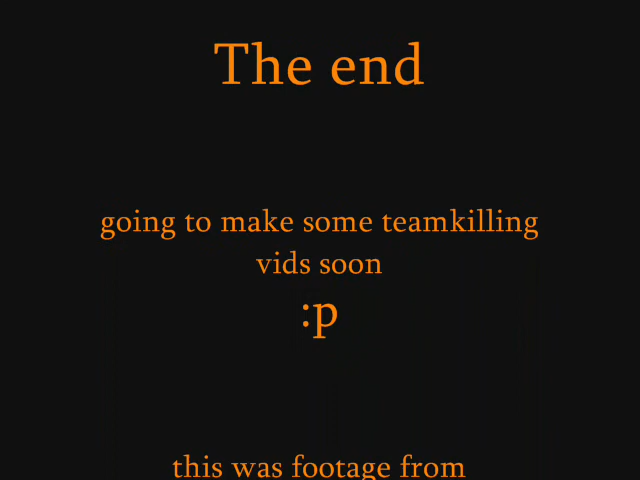 The end
going to make some teamkilling
vids soon
:p
this was footage from